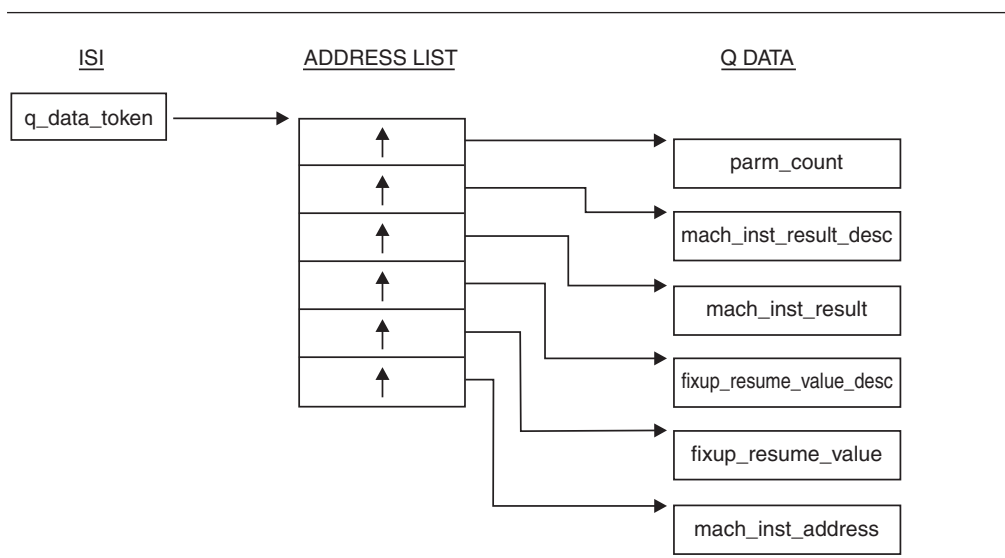 ISI
ADDRESS LIST
Q DATA
q_data_token
parm_count
mach_inst_result_desc
mach_inst_result
fixup_resume_value_desc
fixup_resume_value
mach_inst_address